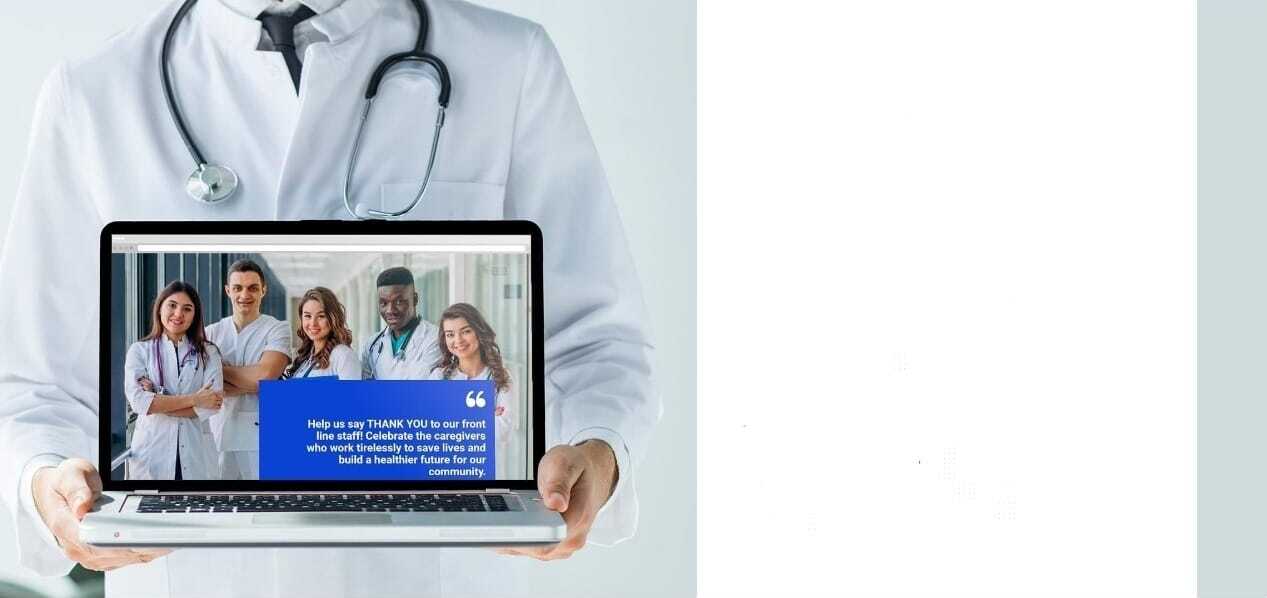 “
Help us say THANK YOU to our front
line staff! Celebrate the caregivers
who work tirelessly to save lives and
build a healthier future for our
community.